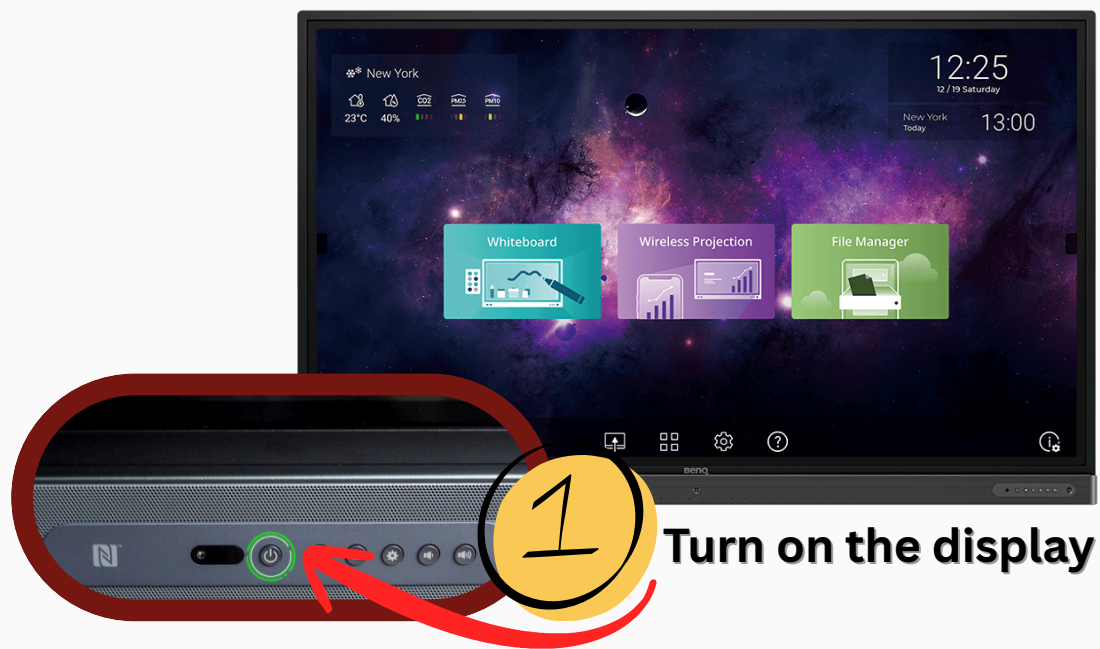 New York
23°C
40%
CO2
PM2.5
PM10
12:25
12 / 19 Saturday
New York
Today
13:00
Whiteboard
Wireless Projection
File Manager
BenQ
1
Turn on the display